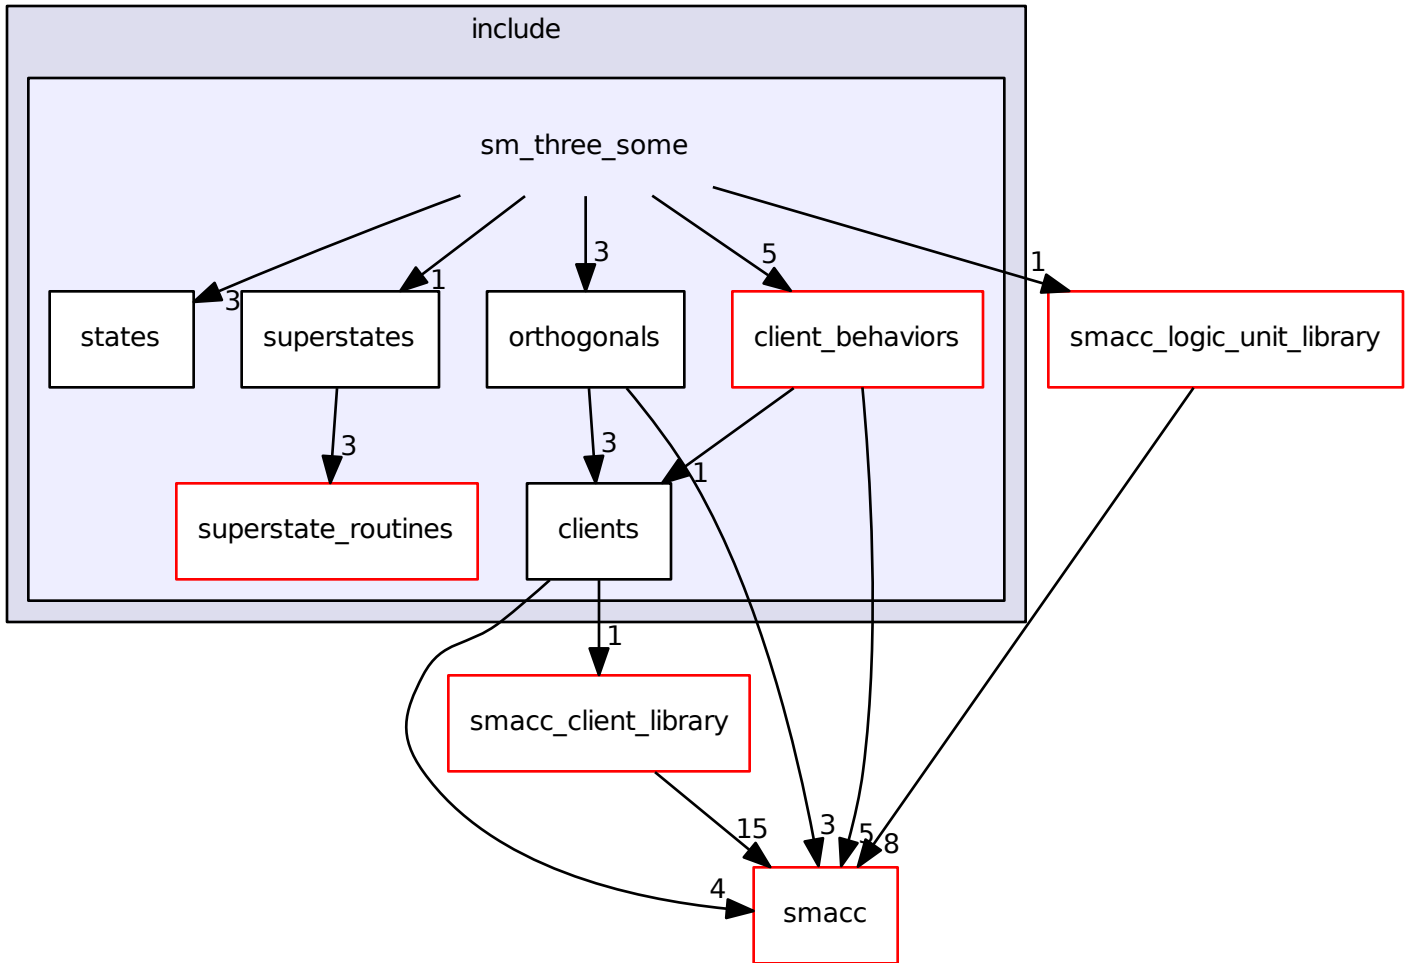 include
sm_three_some
3
5
1
3
1
states
superstates
orthogonals
client_behaviors
smacc_logic_unit_library
3
3
1
superstate_routines
clients
1
smacc_client_library
15
3
5
8
4
smacc